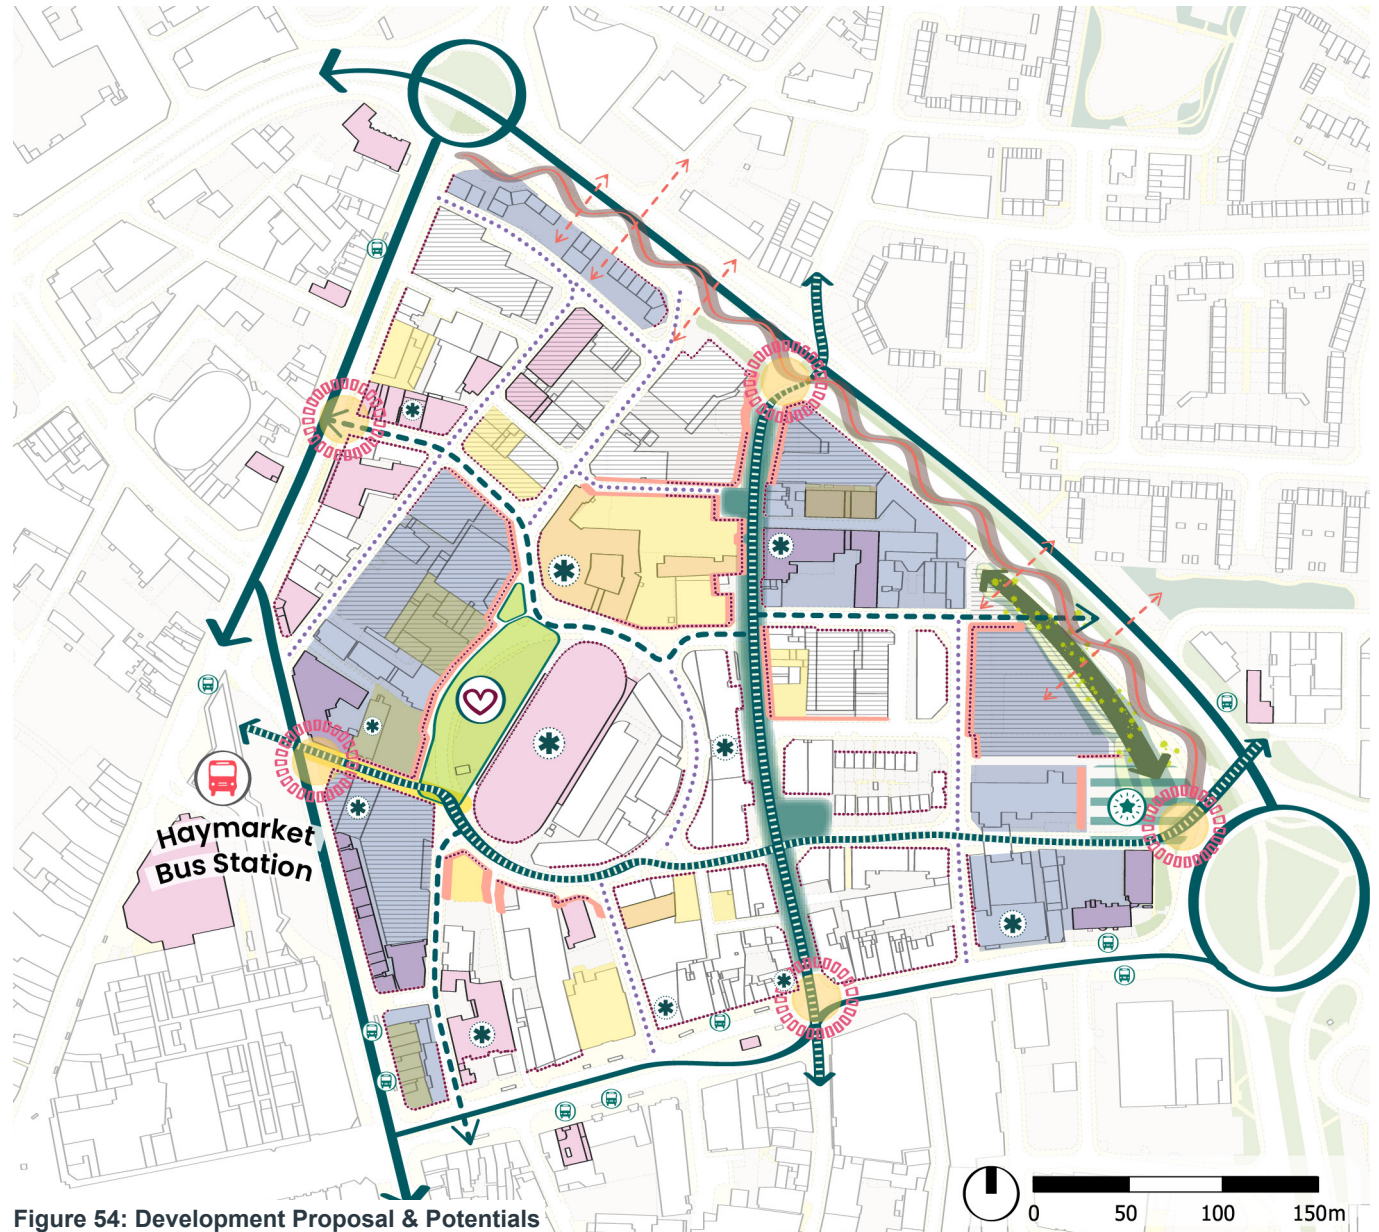 Haymarket
Bus Station
0 50 100 150m
Figure 54: Development Proposal & Potentials